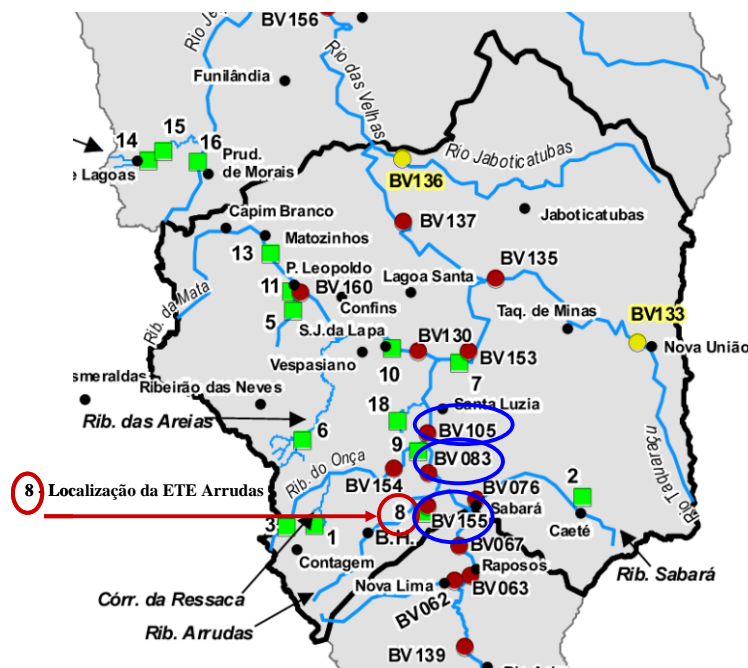 BV156
Rio Je
Funilândia
Rio das Velhas
15
14
16
e Lagoas
Prud.
de Morais
Rio Jaboticatubas
BV136
Capim Branco
BV137
Jaboticatubas
Matozinhos
13
P. Leopoldo
BV135
Rib. da Mata
11
BV160
Lagoa Santa
Confins
5
Taq. de Minas
BV133
S.J.da Lapa
BV130
Nova União
Vespasiano
10
BV153
7
smeraldas
Ribeirão das Neves
Santa Luzia
Rib. das Areias
18
BV105
6
9
Rib. do Onça
BV083
Rio Taquaraçu
BV154
2
8 - Localização da ETE Arrudas
BV076
8
Sabará
BV155
3
1
B.H.
Caeté
BV067
Contagem
Raposos
Rib. Sabará
Córr. da Ressaca
Nova Lima
BV063
BV062
Rib. Arrudas
BV139